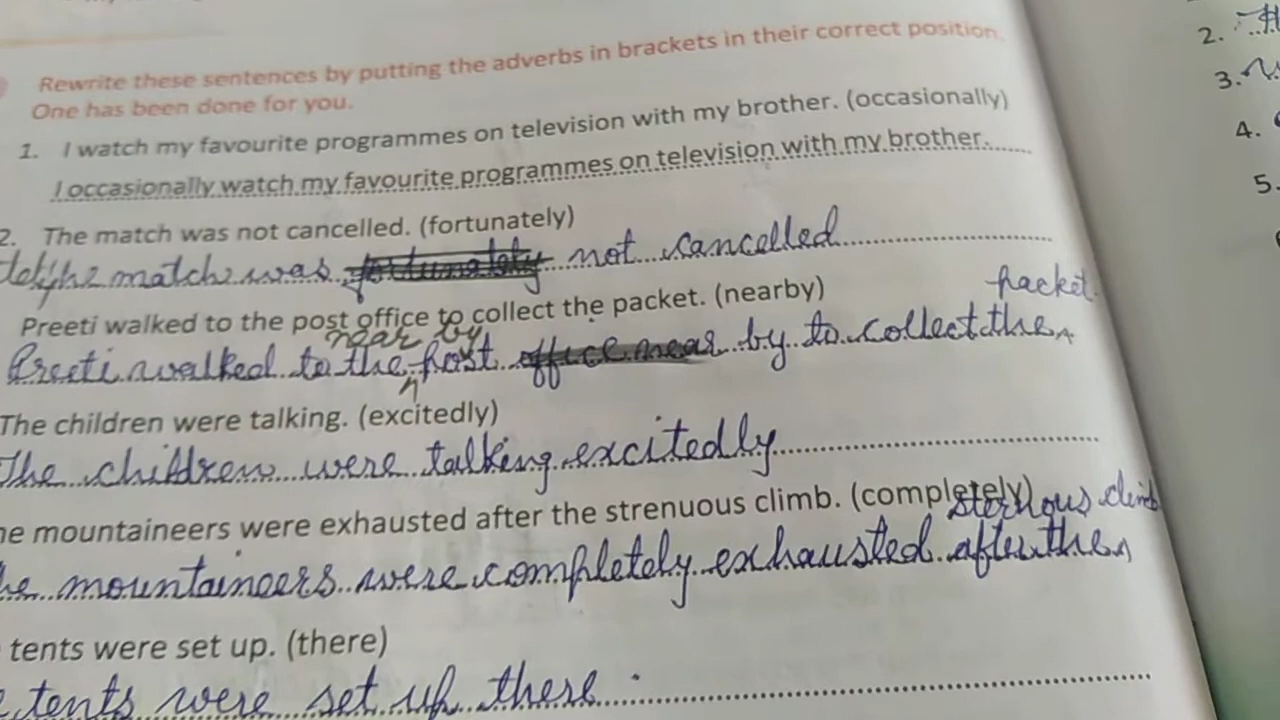 Rewrite these sentences by putting the adverbs in brackets in their correct position.
One has been done for you.
1. I watch my favourite programmes on television with my brother. (occasionally)
I occasionally watch my favourite programmes on television with my brother.
2. The match was not cancelled. (fortunately)
tely the match was not cancelled
Preeti walked to the post office to collect the packet. (nearby)
packet
near by
Preeti walked to the post by to collect the
The children were talking. (excitedly)
The children were talking excitedly
he mountaineers were exhausted after the strenuous climb. (completely)
climb
he mountaineers were completely exhausted after the
tents were set up. (there)
tents were set up there
2.
3.
4.
5.